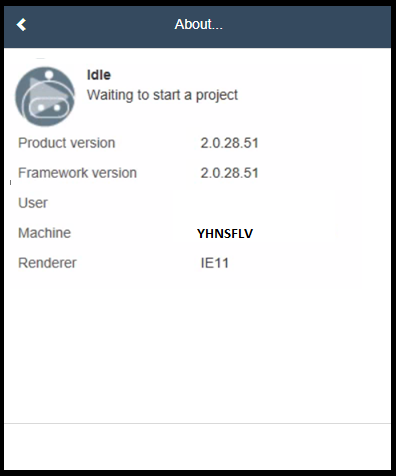 About...
Idle
Waiting to start a project
Product version 2.0.28.51
Framework version 2.0.28.51
User
Machine YHNSFLV
Renderer IE11